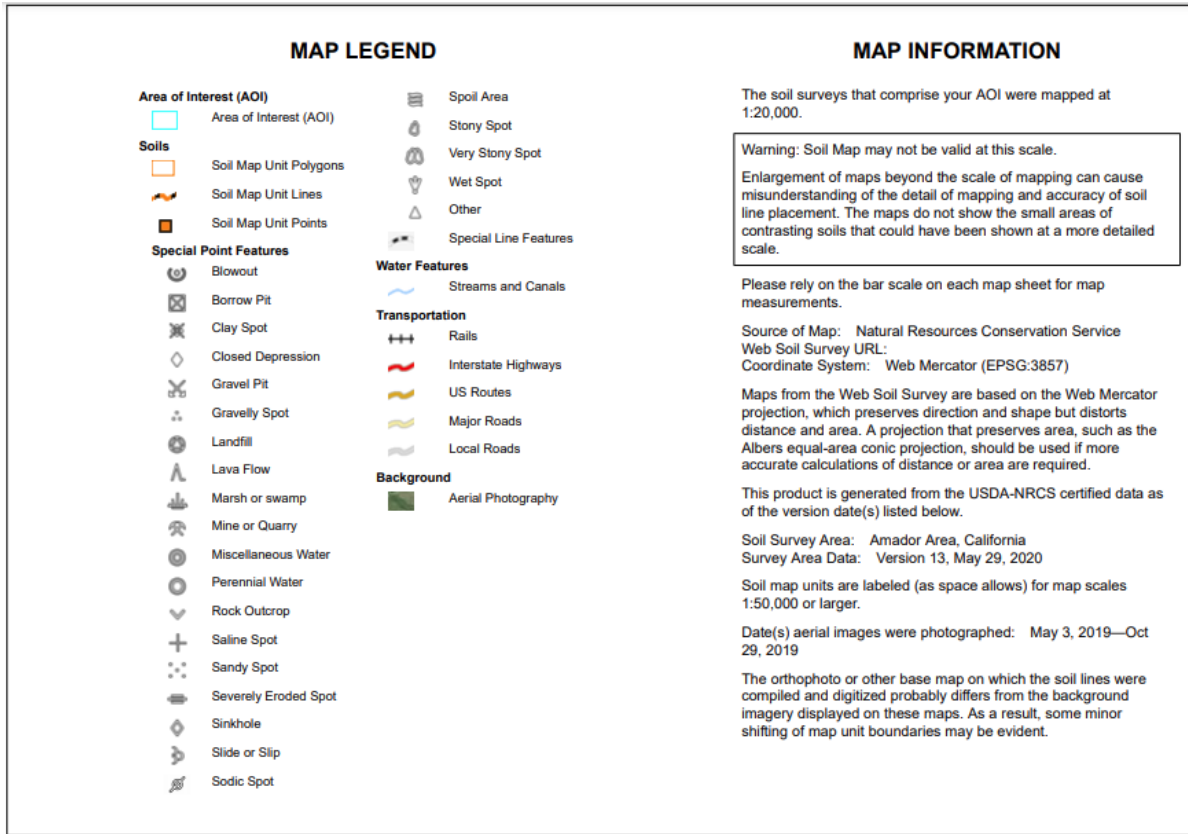 MAP LEGEND
Area of Interest (AOI)
Area of Interest (AOI)
Soils
Soil Map Unit Polygons
Soil Map Unit Lines
Soil Map Unit Points
Special Point Features
Blowout
Borrow Pit
Clay Spot
Closed Depression
Gravel Pit
Gravelly Spot
Landfill
Lava Flow
Marsh or swamp
Mine or Quarry
Miscellaneous Water
Perennial Water
Rock Outcrop
Saline Spot
Sandy Spot
Severely Eroded Spot
Sinkhole
Slide or Slip
Sodic Spot
Spoil Area
Stony Spot
Very Stony Spot
Wet Spot
Other
Special Line Features
Water Features
Streams and Canals
Transportation
Rails
Interstate Highways
US Routes
Major Roads
Local Roads
Background
Aerial Photography
MAP INFORMATION
The soil surveys that comprise your AOI were mapped at
1:20,000.
Warning: Soil Map may not be valid at this scale.
Enlargement of maps beyond the scale of mapping can cause
misunderstanding of the detail of mapping and accuracy of soil
line placement. The maps do not show the small areas of
contrasting soils that could have been shown at a more detailed
scale.
Please rely on the bar scale on each map sheet for map
measurements.
Source of Map: Natural Resources Conservation Service
Web Soil Survey URL:
Coordinate System: Web Mercator (EPSG:3857)
Maps from the Web Soil Survey are based on the Web Mercator
projection, which preserves direction and shape but distorts
distance and area. A projection that preserves area, such as the
Albers equal-area conic projection, should be used if more
accurate calculations of distance or area are required.
This product is generated from the USDA-NRCS certified data as
of the version date(s) listed below.
Soil Survey Area: Amador Area, California
Survey Area Data: Version 13, May 29, 2020
Soil map units are labeled (as space allows) for map scales
1:50,000 or larger.
Date(s) aerial images were photographed: May 3, 2019—Oct
29, 2019
The orthophoto or other base map on which the soil lines were
compiled and digitized probably differs from the background
imagery displayed on these maps. As a result, some minor
shifting of map unit boundaries may be evident.